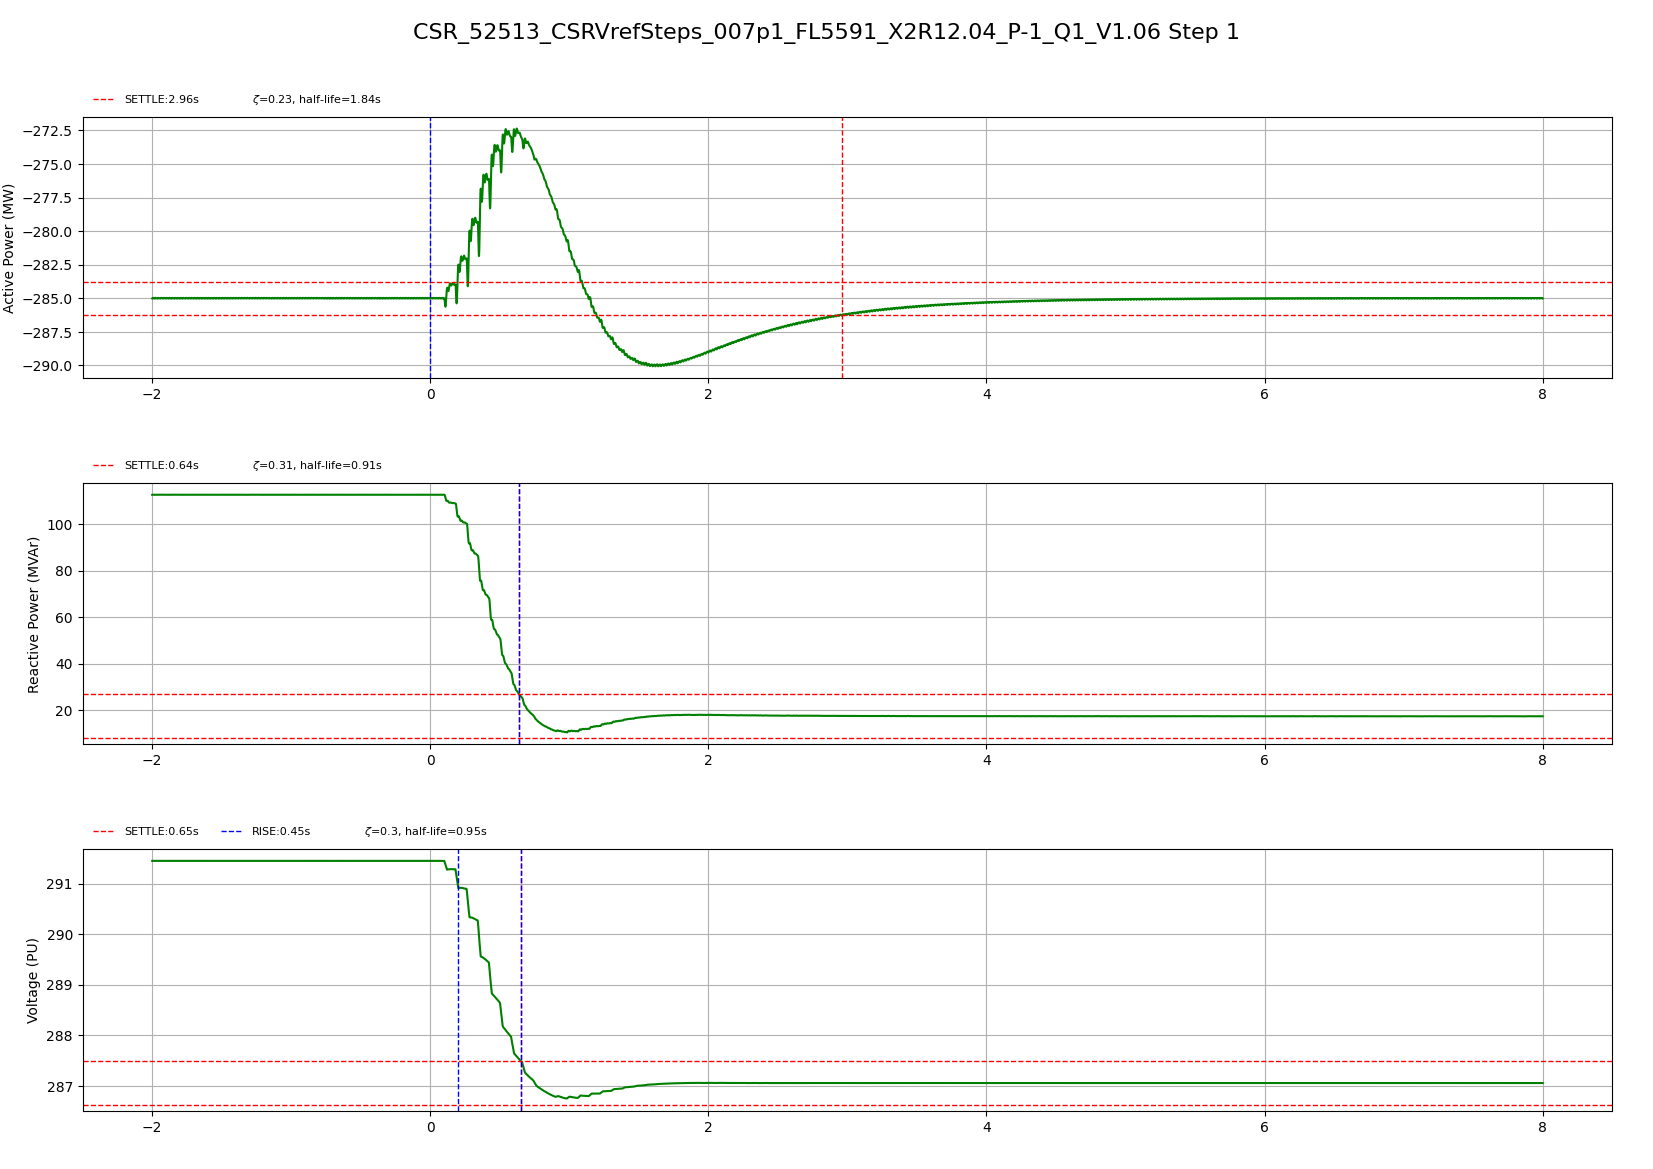 CSR_52513_CSRVrefSteps_007p1_FL5591_X2R12.04_P-1_Q1_V1.06 Step 1
SETTLE:2.96s ζ=0.23, half-life=1.84s
Active Power (MW)
−272.5
−275.0
−277.5
−280.0
−282.5
−285.0
−287.5
−290.0
−2 0 2 4 6 8
SETTLE:0.64s ζ=0.31, half-life=0.91s
Reactive Power (MVAr)
100
80
60
40
20
−2 0 2 4 6 8
SETTLE:0.65s RISE:0.45s ζ=0.3, half-life=0.95s
Voltage (PU)
291
290
289
288
287
−2 0 2 4 6 8